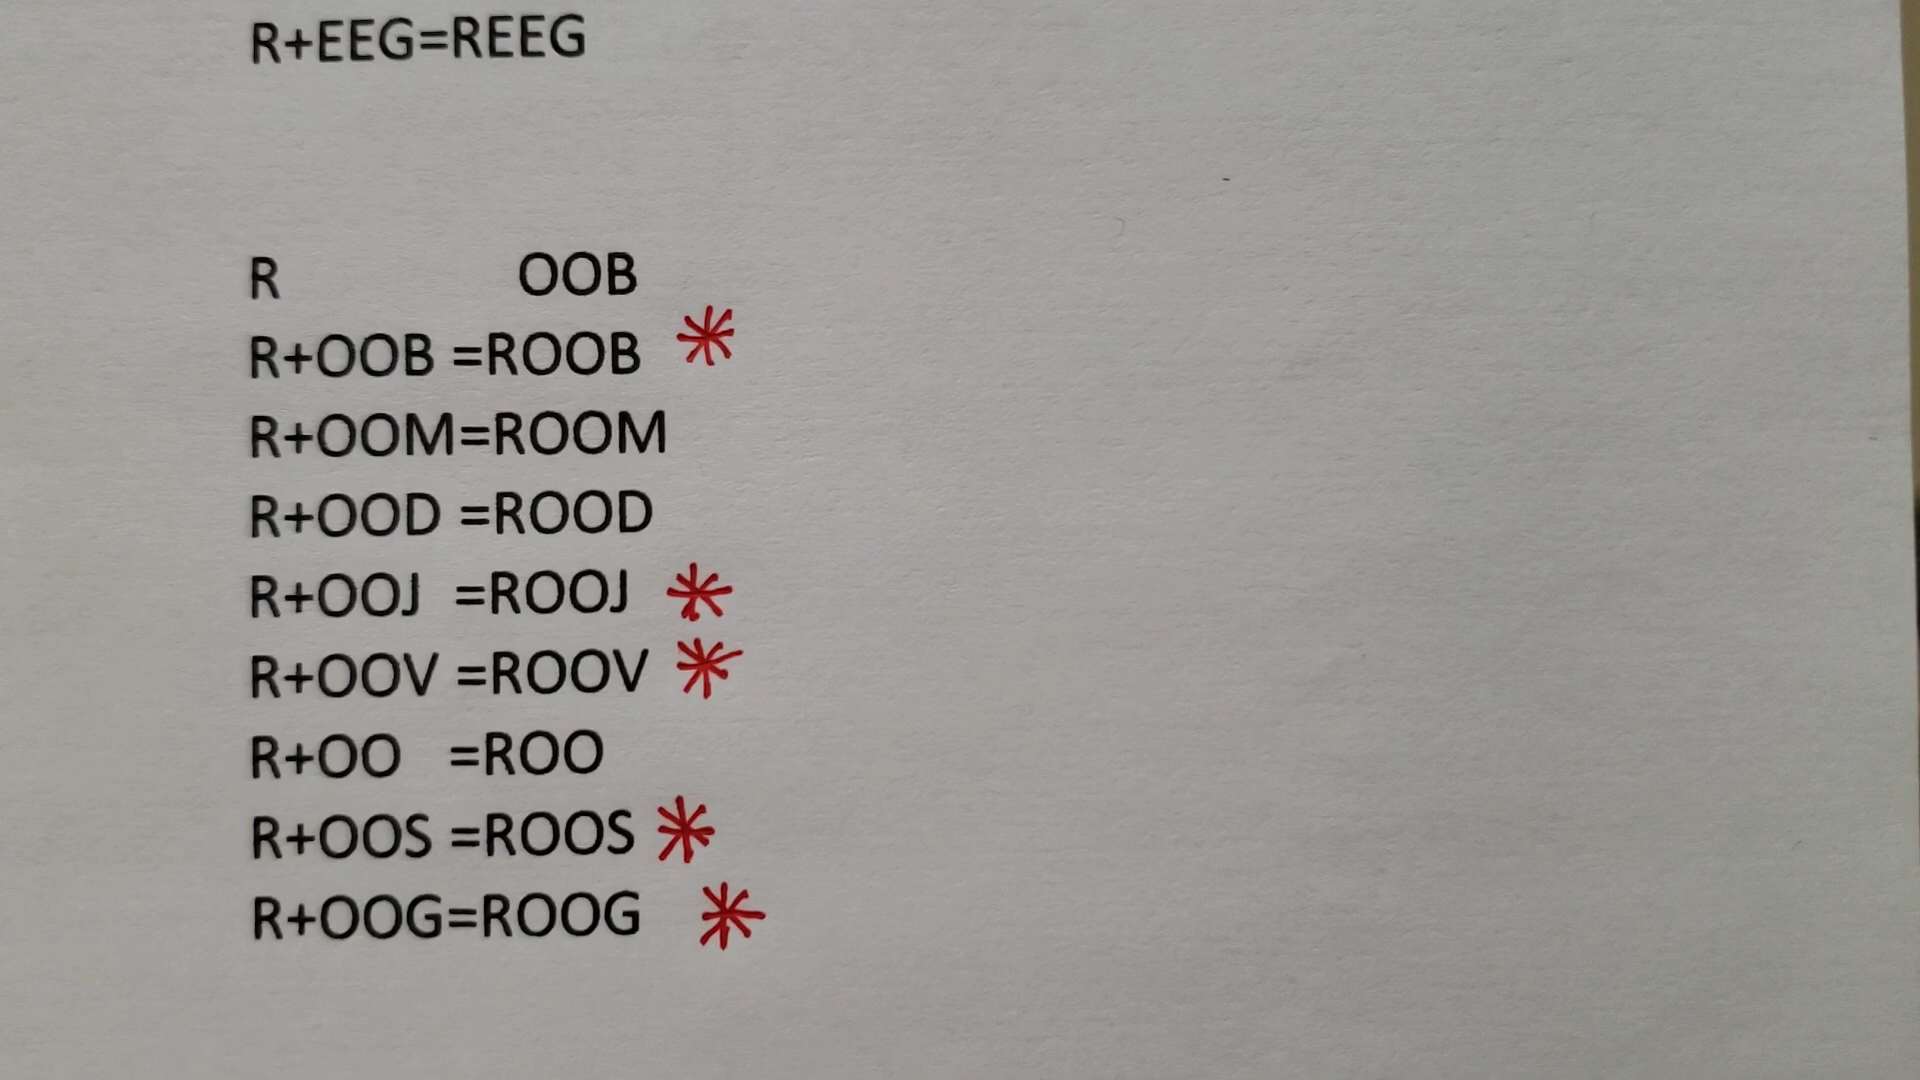 R+EEG=REEG
R OOB
R+OOB =ROOB *
R+OOM=ROOM
R+OOD =ROOD
R+OOJ =ROOJ *
R+OOV =ROOV *
R+OO =ROO
R+OOS =ROOS *
R+OOG=ROOG *